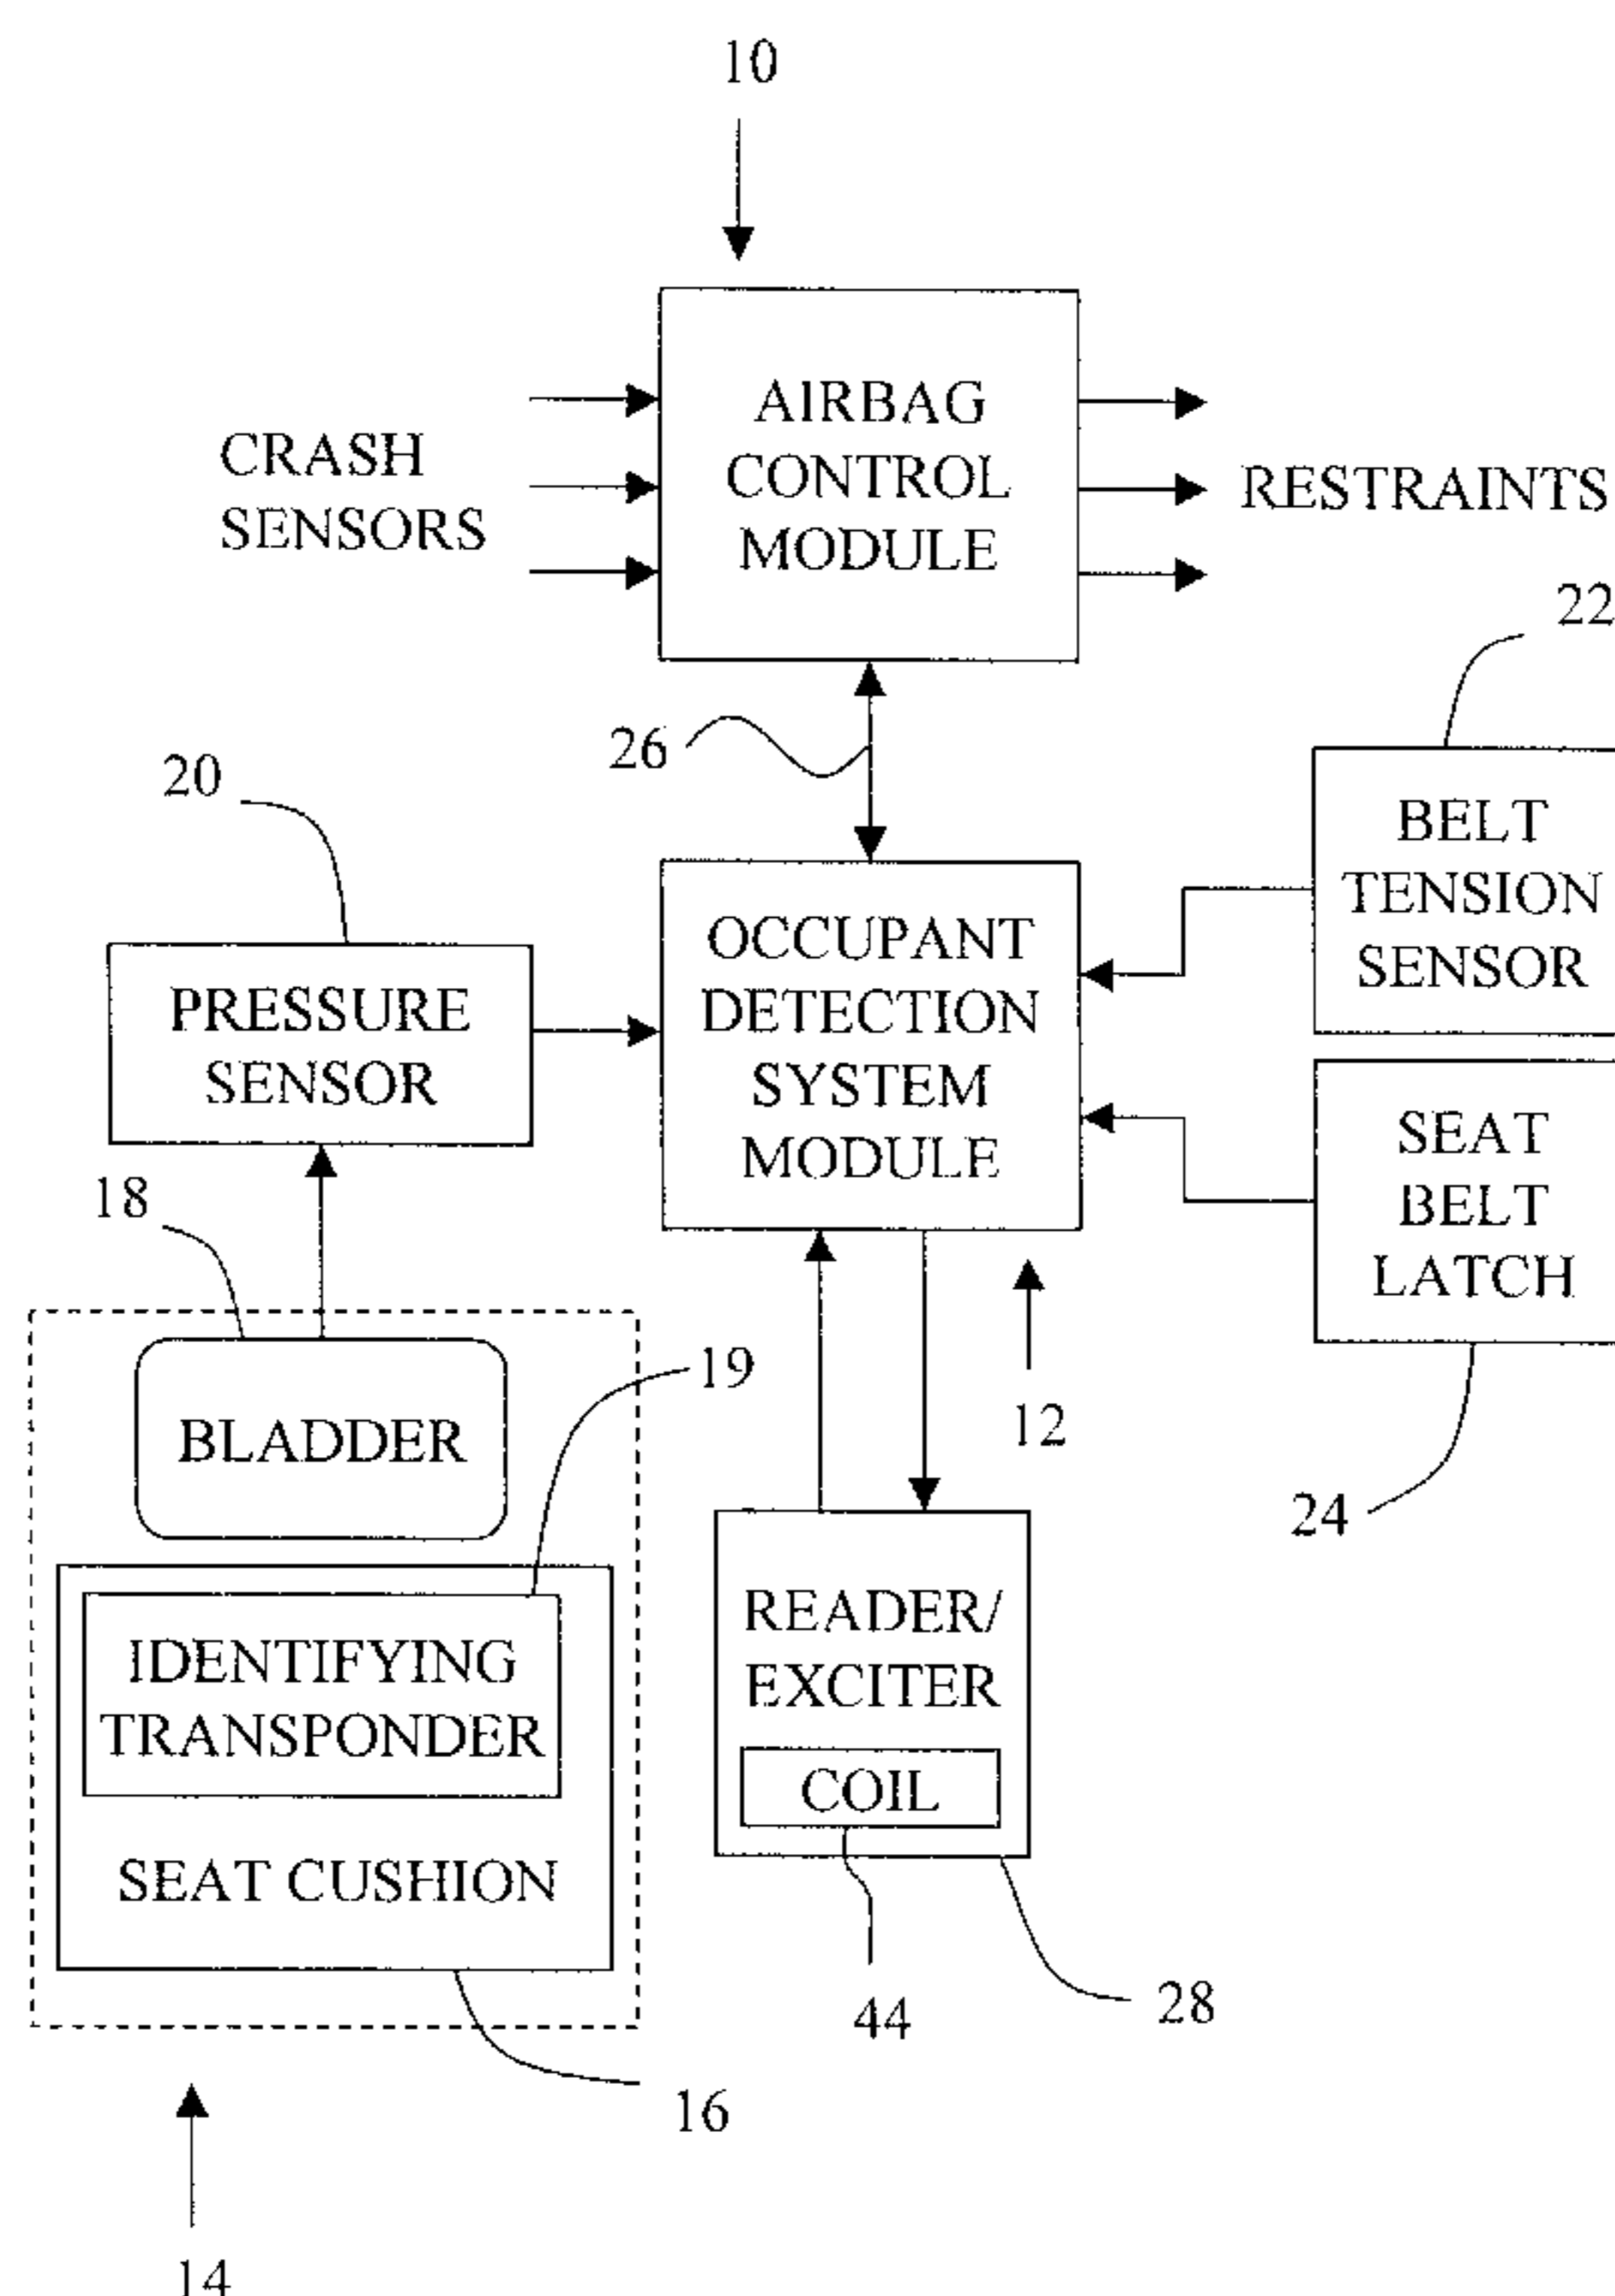 10
AIRBAG
CONTROL
MODULE
CRASH
SENSORS
RESTRAINTS
22
26
20
BELT
TENSION
SENSOR
OCCUPANT
DETECTION
SYSTEM
MODULE
PRESSURE
SENSOR
SEAT
BELT
LATCH
18
19
12
BLADDER
24
READER/
EXCITER
COIL
IDENTIFYING
TRANSPONDER
SEAT CUSHION
44
28
16
14